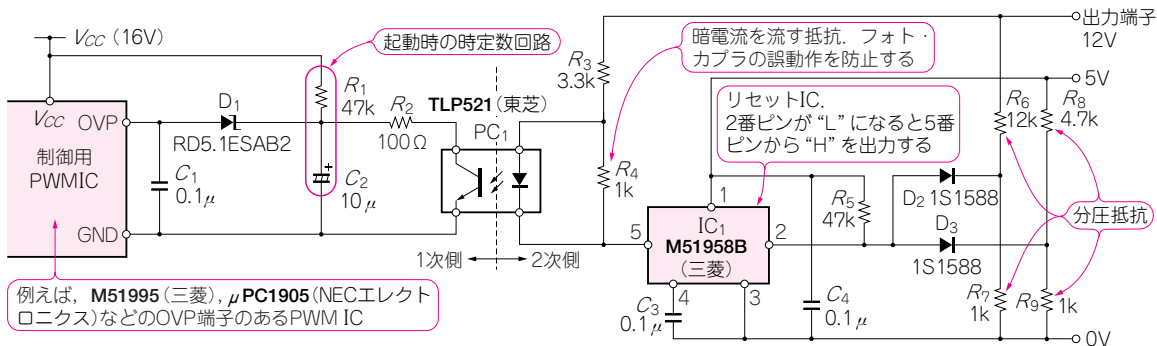 VCC (16V)
起動時の時定数回路
暗電流を流す抵抗．フォト・
カプラの誤動作を防止する
出力端子
12V
5V
R1
47k
R2
100Ω
TLP521（東芝）
PC1
R3
3.3k
リセットIC．
2番ピンが“L”になると5番
ピンから“H”を出力する
R6
12k
R8
4.7k
VCC OVP
制御用
PWMIC
GND
D1
RD5.1ESAB2
C1
0.1μ
+
C2
10μ
R4
1k
1
5
IC1
M51958B
（三菱）
2
4
3
R5
47k
D2 1S1588
D3
1S1588
分圧抵抗
1次側
2次側
C3
0.1μ
C4
0.1μ
R7
1k
R9
1k
0V
例えば，M51995（三菱），μPC1905（NECエレクト
ロニクス）などのOVP端子のあるPWM IC